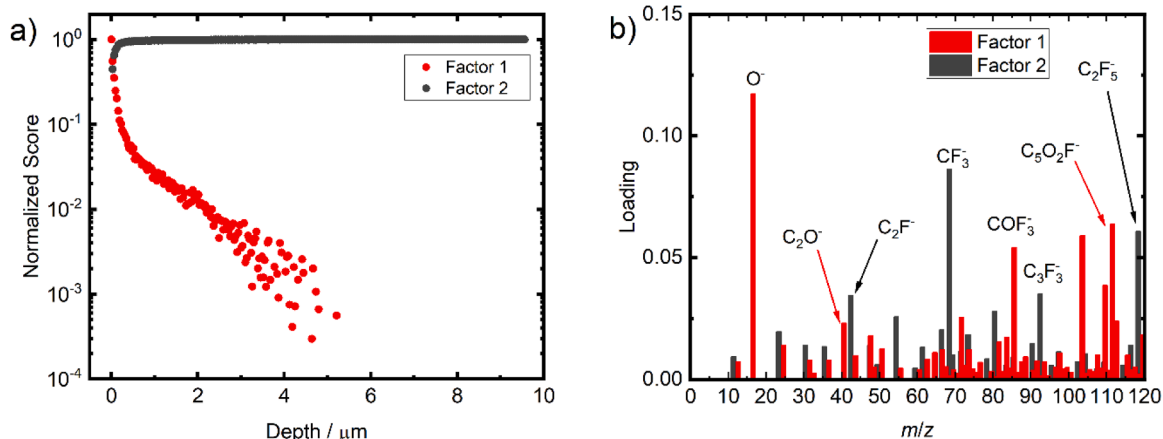 a)
10⁰
10⁻¹
10⁻²
10⁻³
10⁻⁴
Normalized Score
0 2 4 6 8 10
Depth / μm
Factor 1
Factor 2
b)
0.15
0.10
0.05
0.00
Loading
0 10 20 30 40 50 60 70 80 90 100 110 120
m/z
Factor 1
Factor 2
O⁻
C₂O⁻
C₂F⁻
CF₃⁻
COF₃⁻
C₃F₃⁻
C₅O₂F⁻
C₂F₅⁻